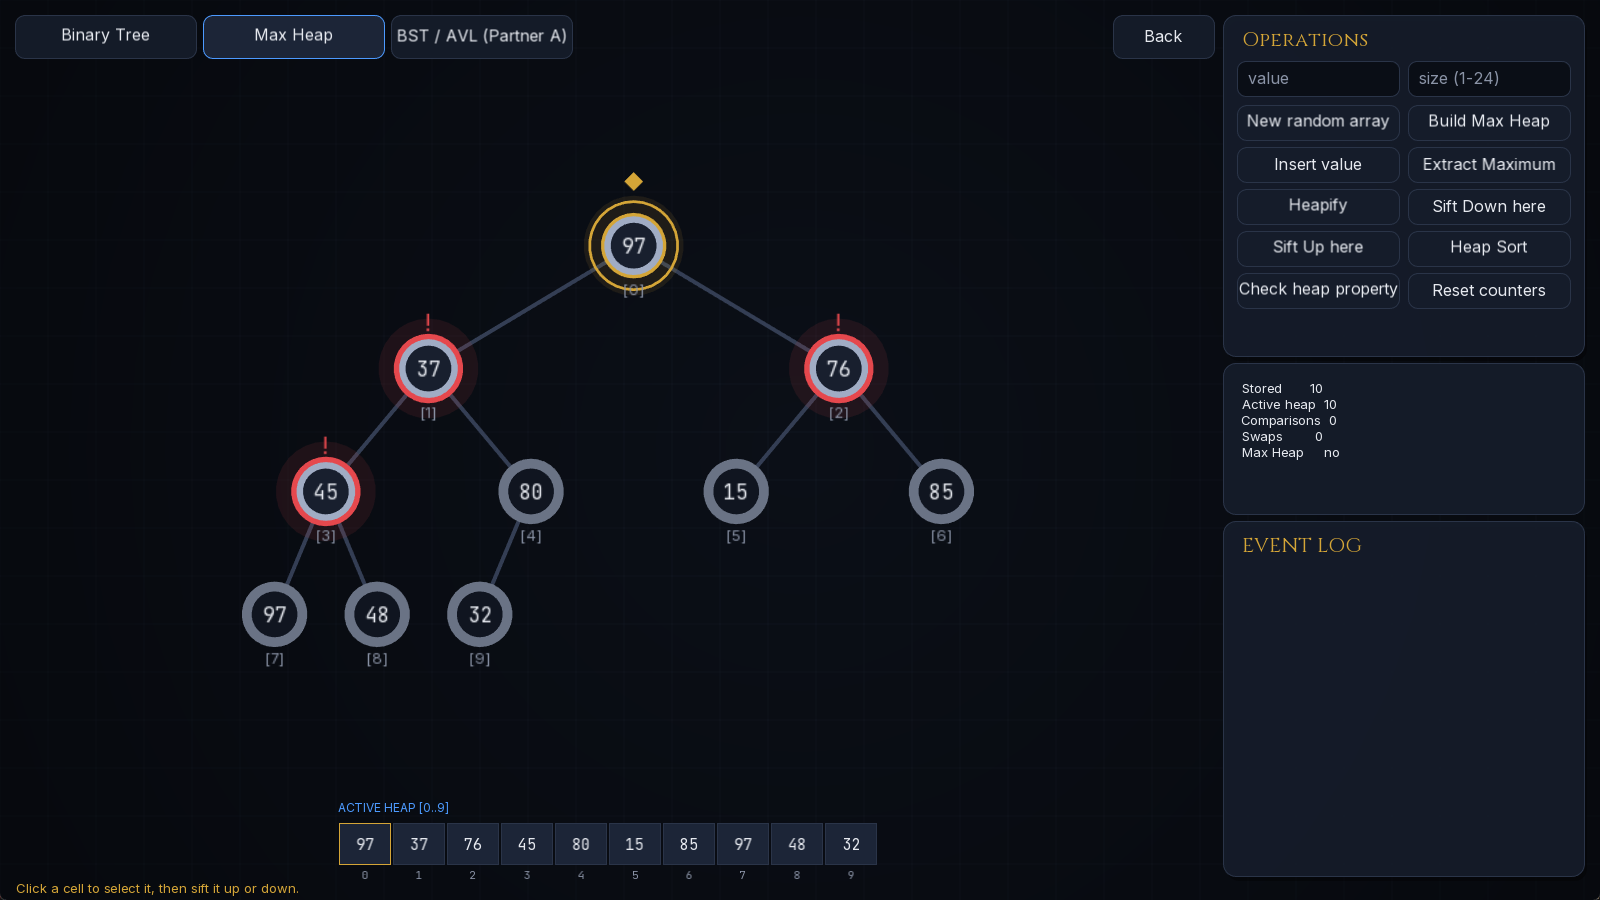 Binary Tree
Max Heap
BST / AVL (Partner A)
Back
Operations
value
size (1-24)
New random array
Build Max Heap
Insert value
Extract Maximum
Heapify
Sift Down here
Sift Up here
Heap Sort
Check heap property
Reset counters
Stored 10
Active heap 10
Comparisons 0
Swaps 0
Max Heap no
EVENT LOG
97
[0]
!
!
37
76
[1]
[2]
!
45
80
15
85
[3]
[4]
[5]
[6]
97
48
32
[7]
[8]
[9]
ACTIVE HEAP [0..9]
97 37 76 45 80 15 85 97 48 32
0 1 2 3 4 5 6 7 8 9
Click a cell to select it, then sift it up or down.